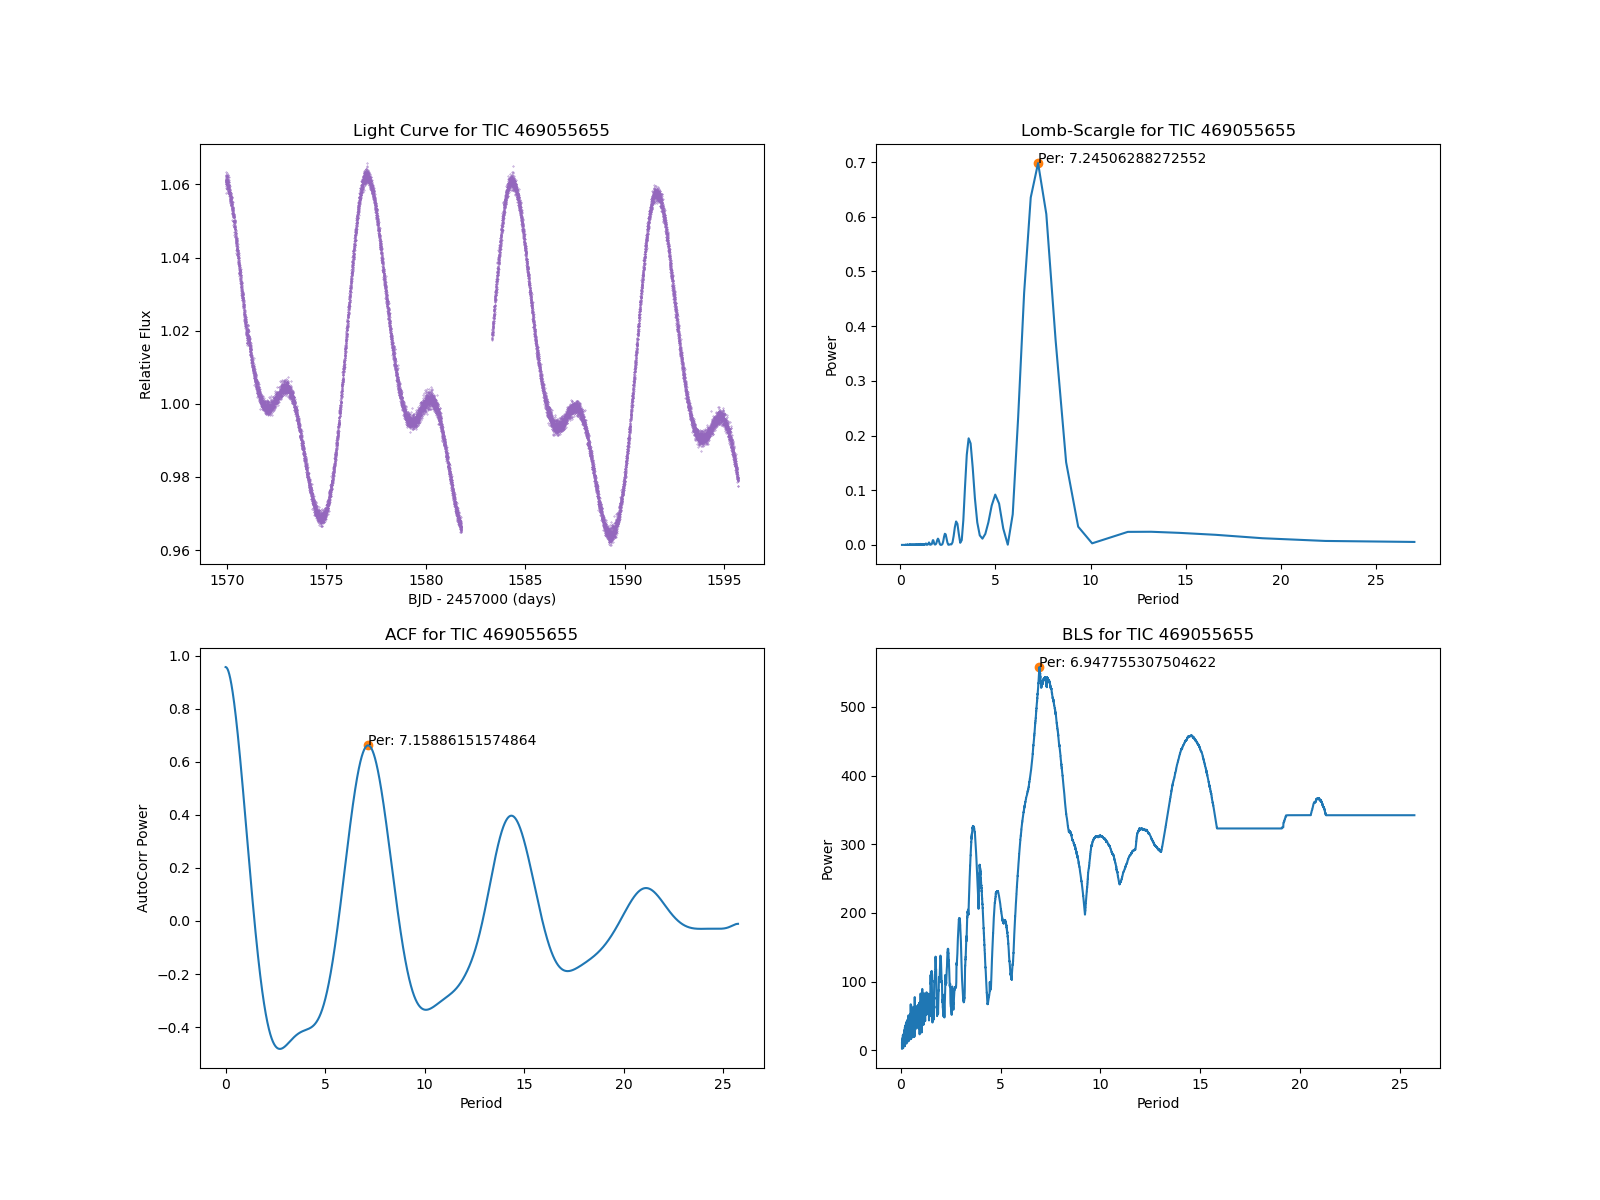 Light Curve for TIC 469055655
Relative Flux
1.06
1.04
1.02
1.00
0.98
0.96
1570 1575 1580 1585 1590 1595
BJD - 2457000 (days)
Lomb-Scargle for TIC 469055655
Per: 7.24506288272552
Power
0.7
0.6
0.5
0.4
0.3
0.2
0.1
0.0
0 5 10 15 20 25
Period
ACF for TIC 469055655
Per: 7.15886151574864
AutoCorr Power
1.0
0.8
0.6
0.4
0.2
0.0
−0.2
−0.4
0 5 10 15 20 25
Period
BLS for TIC 469055655
Per: 6.947755307504622
Power
500
400
300
200
100
0
0 5 10 15 20 25
Period